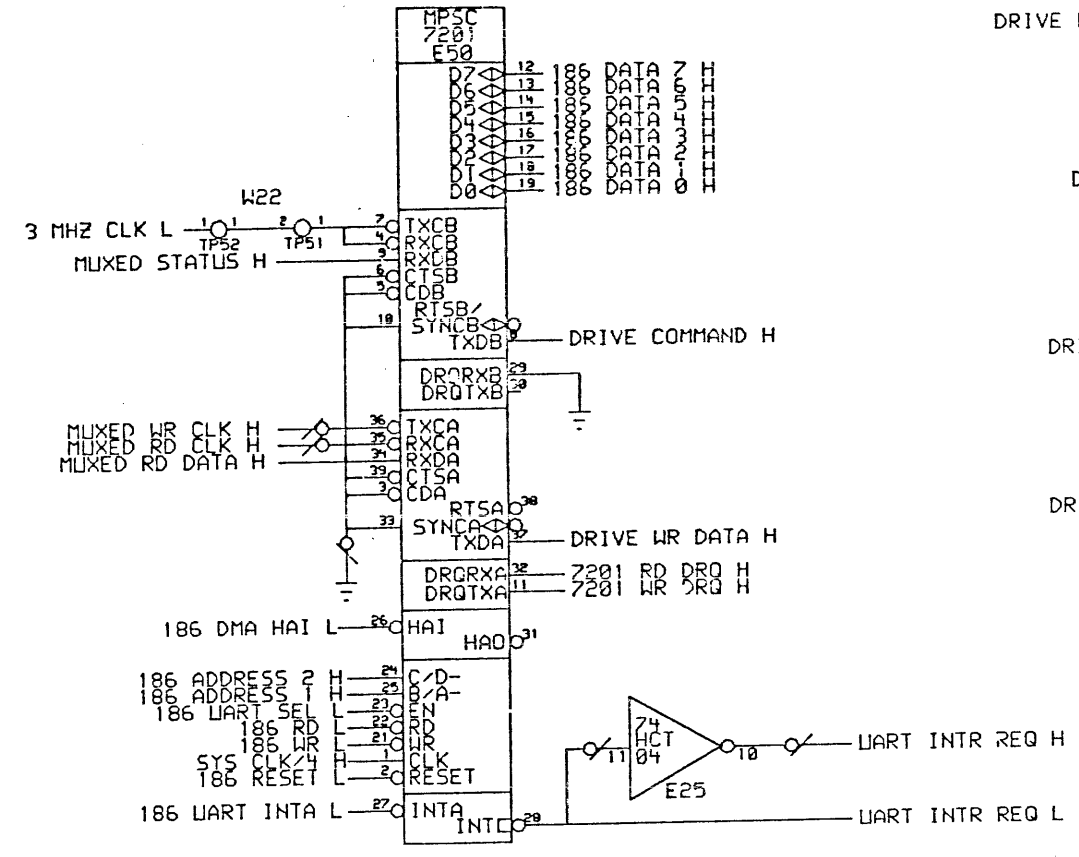 MPSC
7201
E50
DRIVE
D7 12 186 DATA 7 H
D6 13 186 DATA 6 H
D5 14 186 DATA 5 H
D4 15 186 DATA 4 H
D3 16 186 DATA 3 H
D2 17 186 DATA 2 H
D1 18 186 DATA 1 H
D0 19 186 DATA 0 H
D
W22
3 MHZ CLK L 1 1 2 1 7 TXCB
TP52 TP51
4 RXCB
MUXED STATUS H 9 RXDB
6 CTSB
5 CDB
RTSB/
10 SYNCB
TXDB 8 DRIVE COMMAND H
DRI
DRQRXB 29
DRQTXB 30
MUXED WR CLK H 36 TXCA
MUXED RD CLK H 35 RXCA
MUXED RD DATA H 34 RXDA
39 CTSA
3 CDA
RTSA 38
DR
33 SYNCA
TXDA 37 DRIVE WR DATA H
DRQRXA 32 7201 RD DRQ H
DRQTXA 11 7201 WR DRQ H
186 DMA HAI L 26 HAI
HAO 31
186 ADDRESS 2 H 24 C/D-
186 ADDRESS 1 H 25 B/A-
186 UART SEL L 23 EN
186 RD L 22 RD
186 WR L 21 WR
SYS CLK/4 H 1 CLK
186 RESET L 2 RESET
74
HCT
04
11 10 UART INTR REQ H
E25
186 UART INTA L 27 INTA
INT 28 UART INTR REQ L